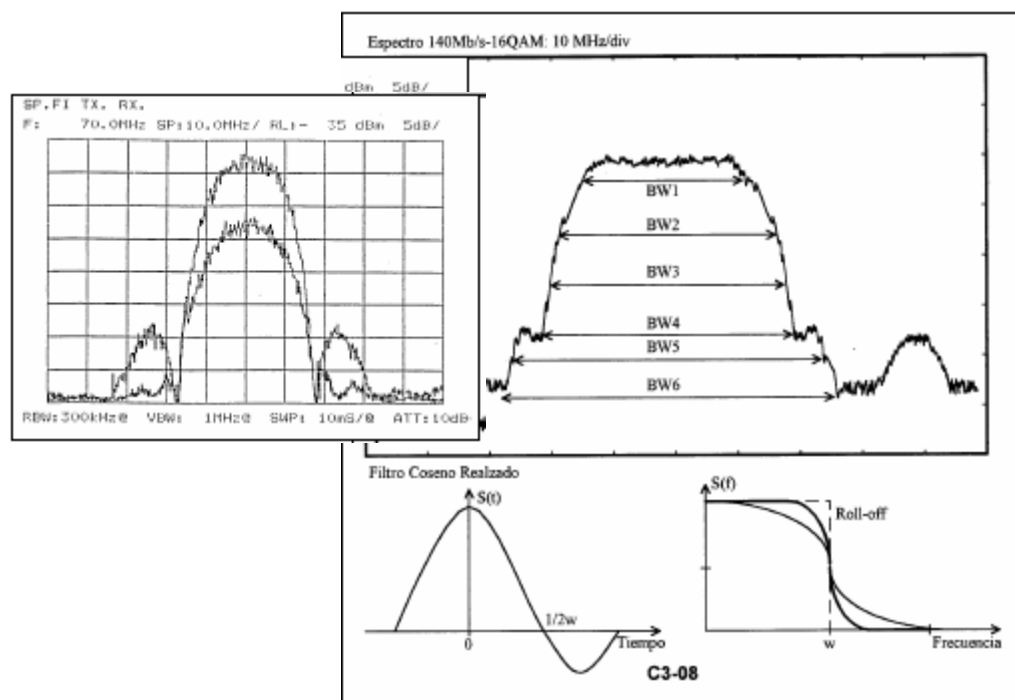 Espectro 140Mb/s-16QAM: 10 MHz/div
dBm 5dB/
SP.FI TX. RX.
F: 70.0MHz SP:10.0MHz/ RL:- 35 dBm 5dB/
RBW:300kHz@ VBW: 1MHz@ SWP: 10mS/@ ATT:10dB
BW1
BW2
BW3
BW4
BW5
BW6
Filtro Coseno Realzado
S(t)
1/2w
0
Tiempo
S(f)
Roll-off
w
Frecuencia
C3-08